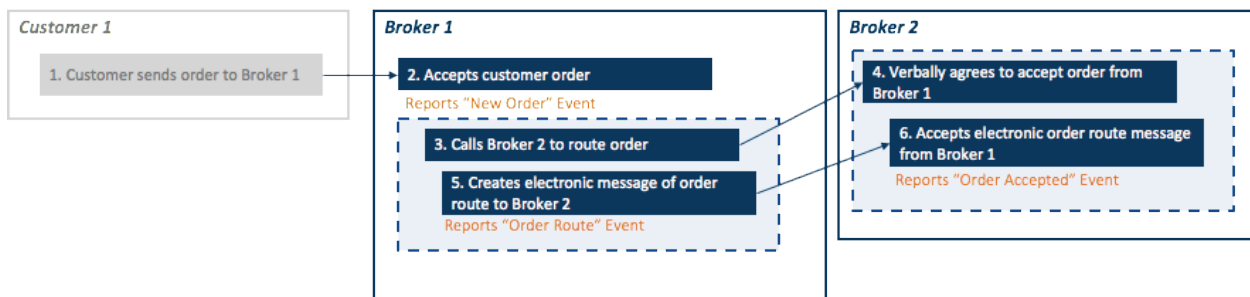 Customer 1
1. Customer sends order to Broker 1
Broker 1
2. Accepts customer order
Reports “New Order” Event
3. Calls Broker 2 to route order
5. Creates electronic message of order
route to Broker 2
Reports “Order Route” Event
Broker 2
4. Verbally agrees to accept order from
Broker 1
6. Accepts electronic order route message
from Broker 1
Reports “Order Accepted” Event